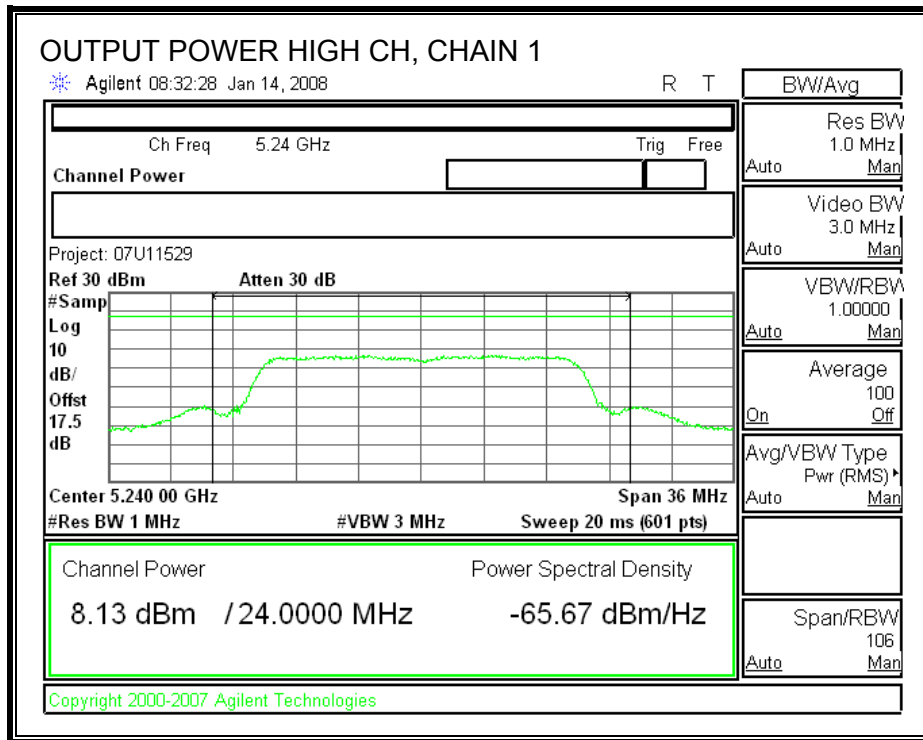 OUTPUT POWER HIGH CH, CHAIN 1
Agilent 08:32:28 Jan 14, 2008 R T
BW/Avg
Ch Freq 5.24 GHz Trig Free
Channel Power
Res BW
1.0 MHz
Auto Man
Video BW
3.0 MHz
Auto Man
Project: 07U11529
Ref 30 dBm Atten 30 dB
#Samp
Log
10
dB/
Offst
17.5
dB
VBW/RBW
1.00000
Auto Man
Average
100
On Off
Avg/VBW Type
Pwr (RMS)
Auto Man
Center 5.240 00 GHz Span 36 MHz
#Res BW 1 MHz #VBW 3 MHz Sweep 20 ms (601 pts)
Channel Power Power Spectral Density
8.13 dBm /24.0000 MHz -65.67 dBm/Hz
Span/RBW
106
Auto Man
Copyright 2000-2007 Agilent Technologies